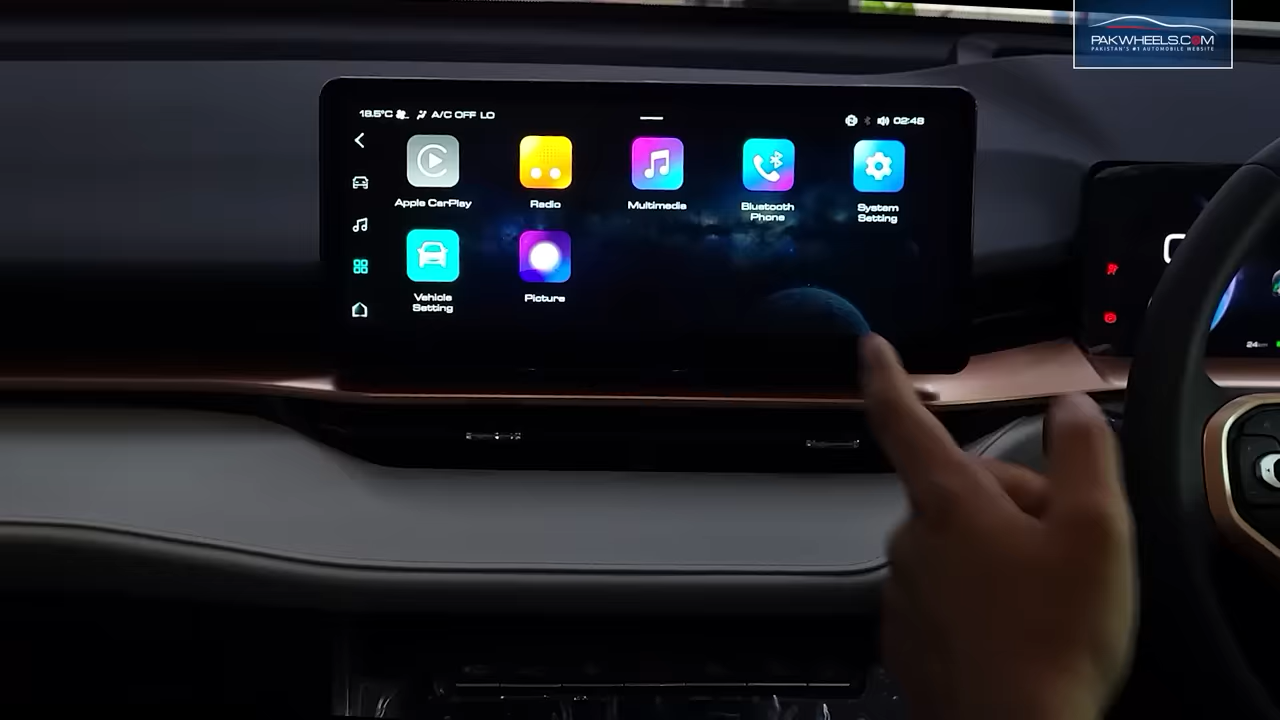 PAKWHEELS.COM
PAKISTAN'S #1 AUTOMOBILE WEBSITE
18.5°C A/C OFF LO
02:48
Apple CarPlay
Radio
Multimedia
Bluetooth
Phone
System
Setting
Vehicle
Setting
Picture
24km